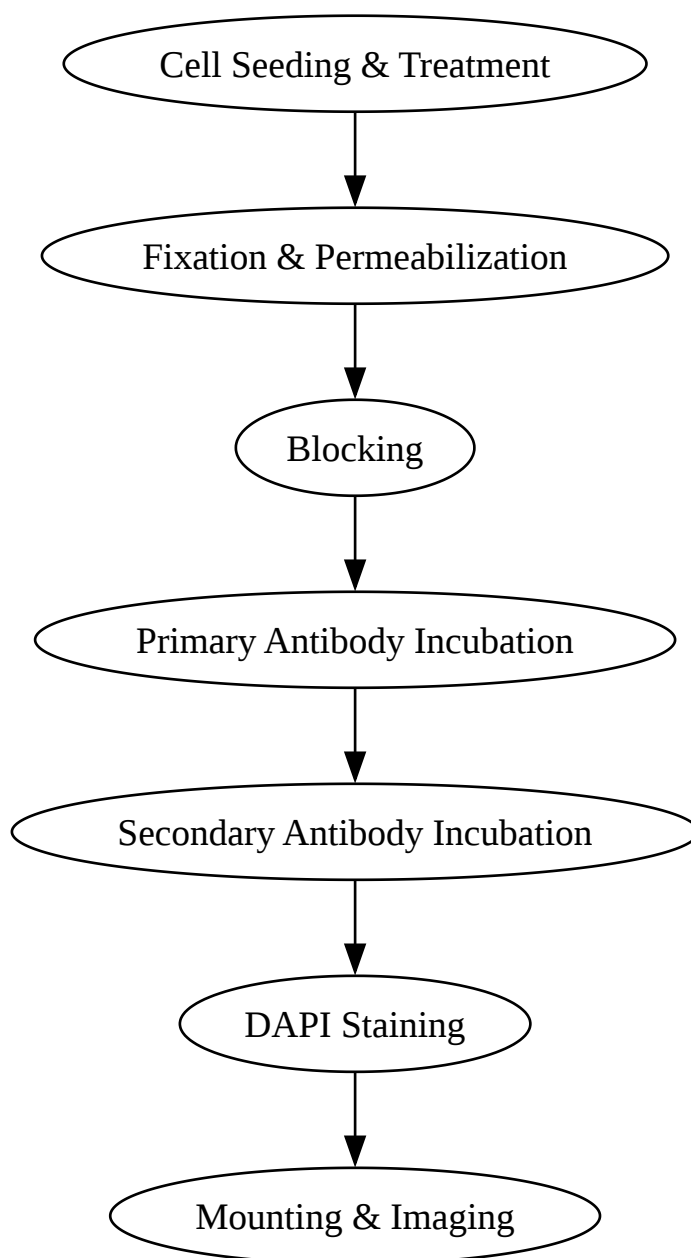 Cell Seeding & Treatment
Fixation & Permeabilization
Blocking
Primary Antibody Incubation
Secondary Antibody Incubation
DAPI Staining
Mounting & Imaging